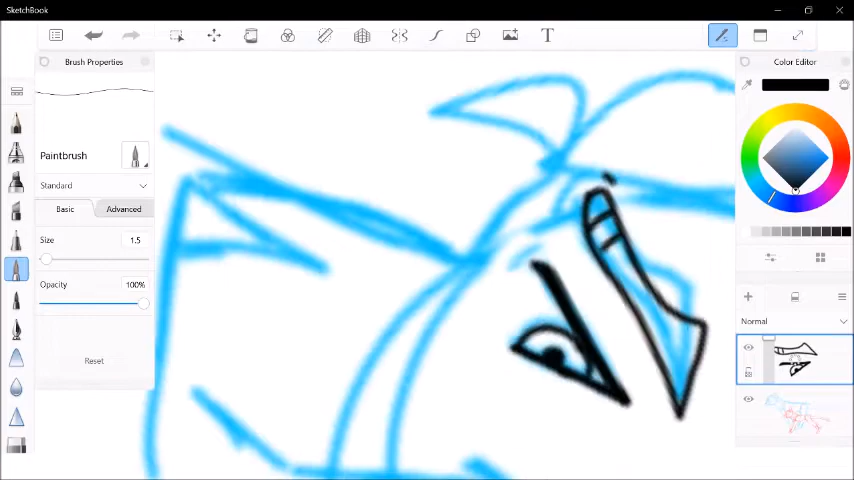 SketchBook
T
Brush Properties
Color Editor
Paintbrush
Standard
Basic
Advanced
Size
1.5
Opacity
100%
Reset
Normal